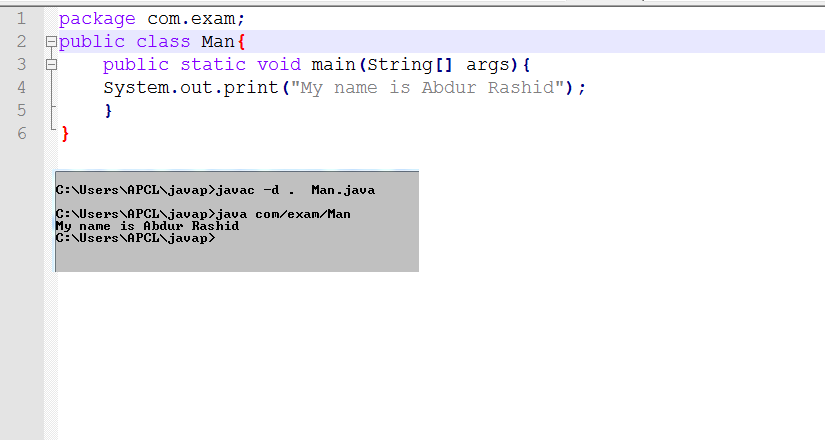 1 package com.exam;
2 public class Man{
3 public static void main(String[] args){
4 System.out.print("My name is Abdur Rashid");
5 }
6 }
C:\Users\APCL\javap>javac -d .  Man.java
C:\Users\APCL\javap>java com/exam/Man
My name is Abdur Rashid
C:\Users\APCL\javap>